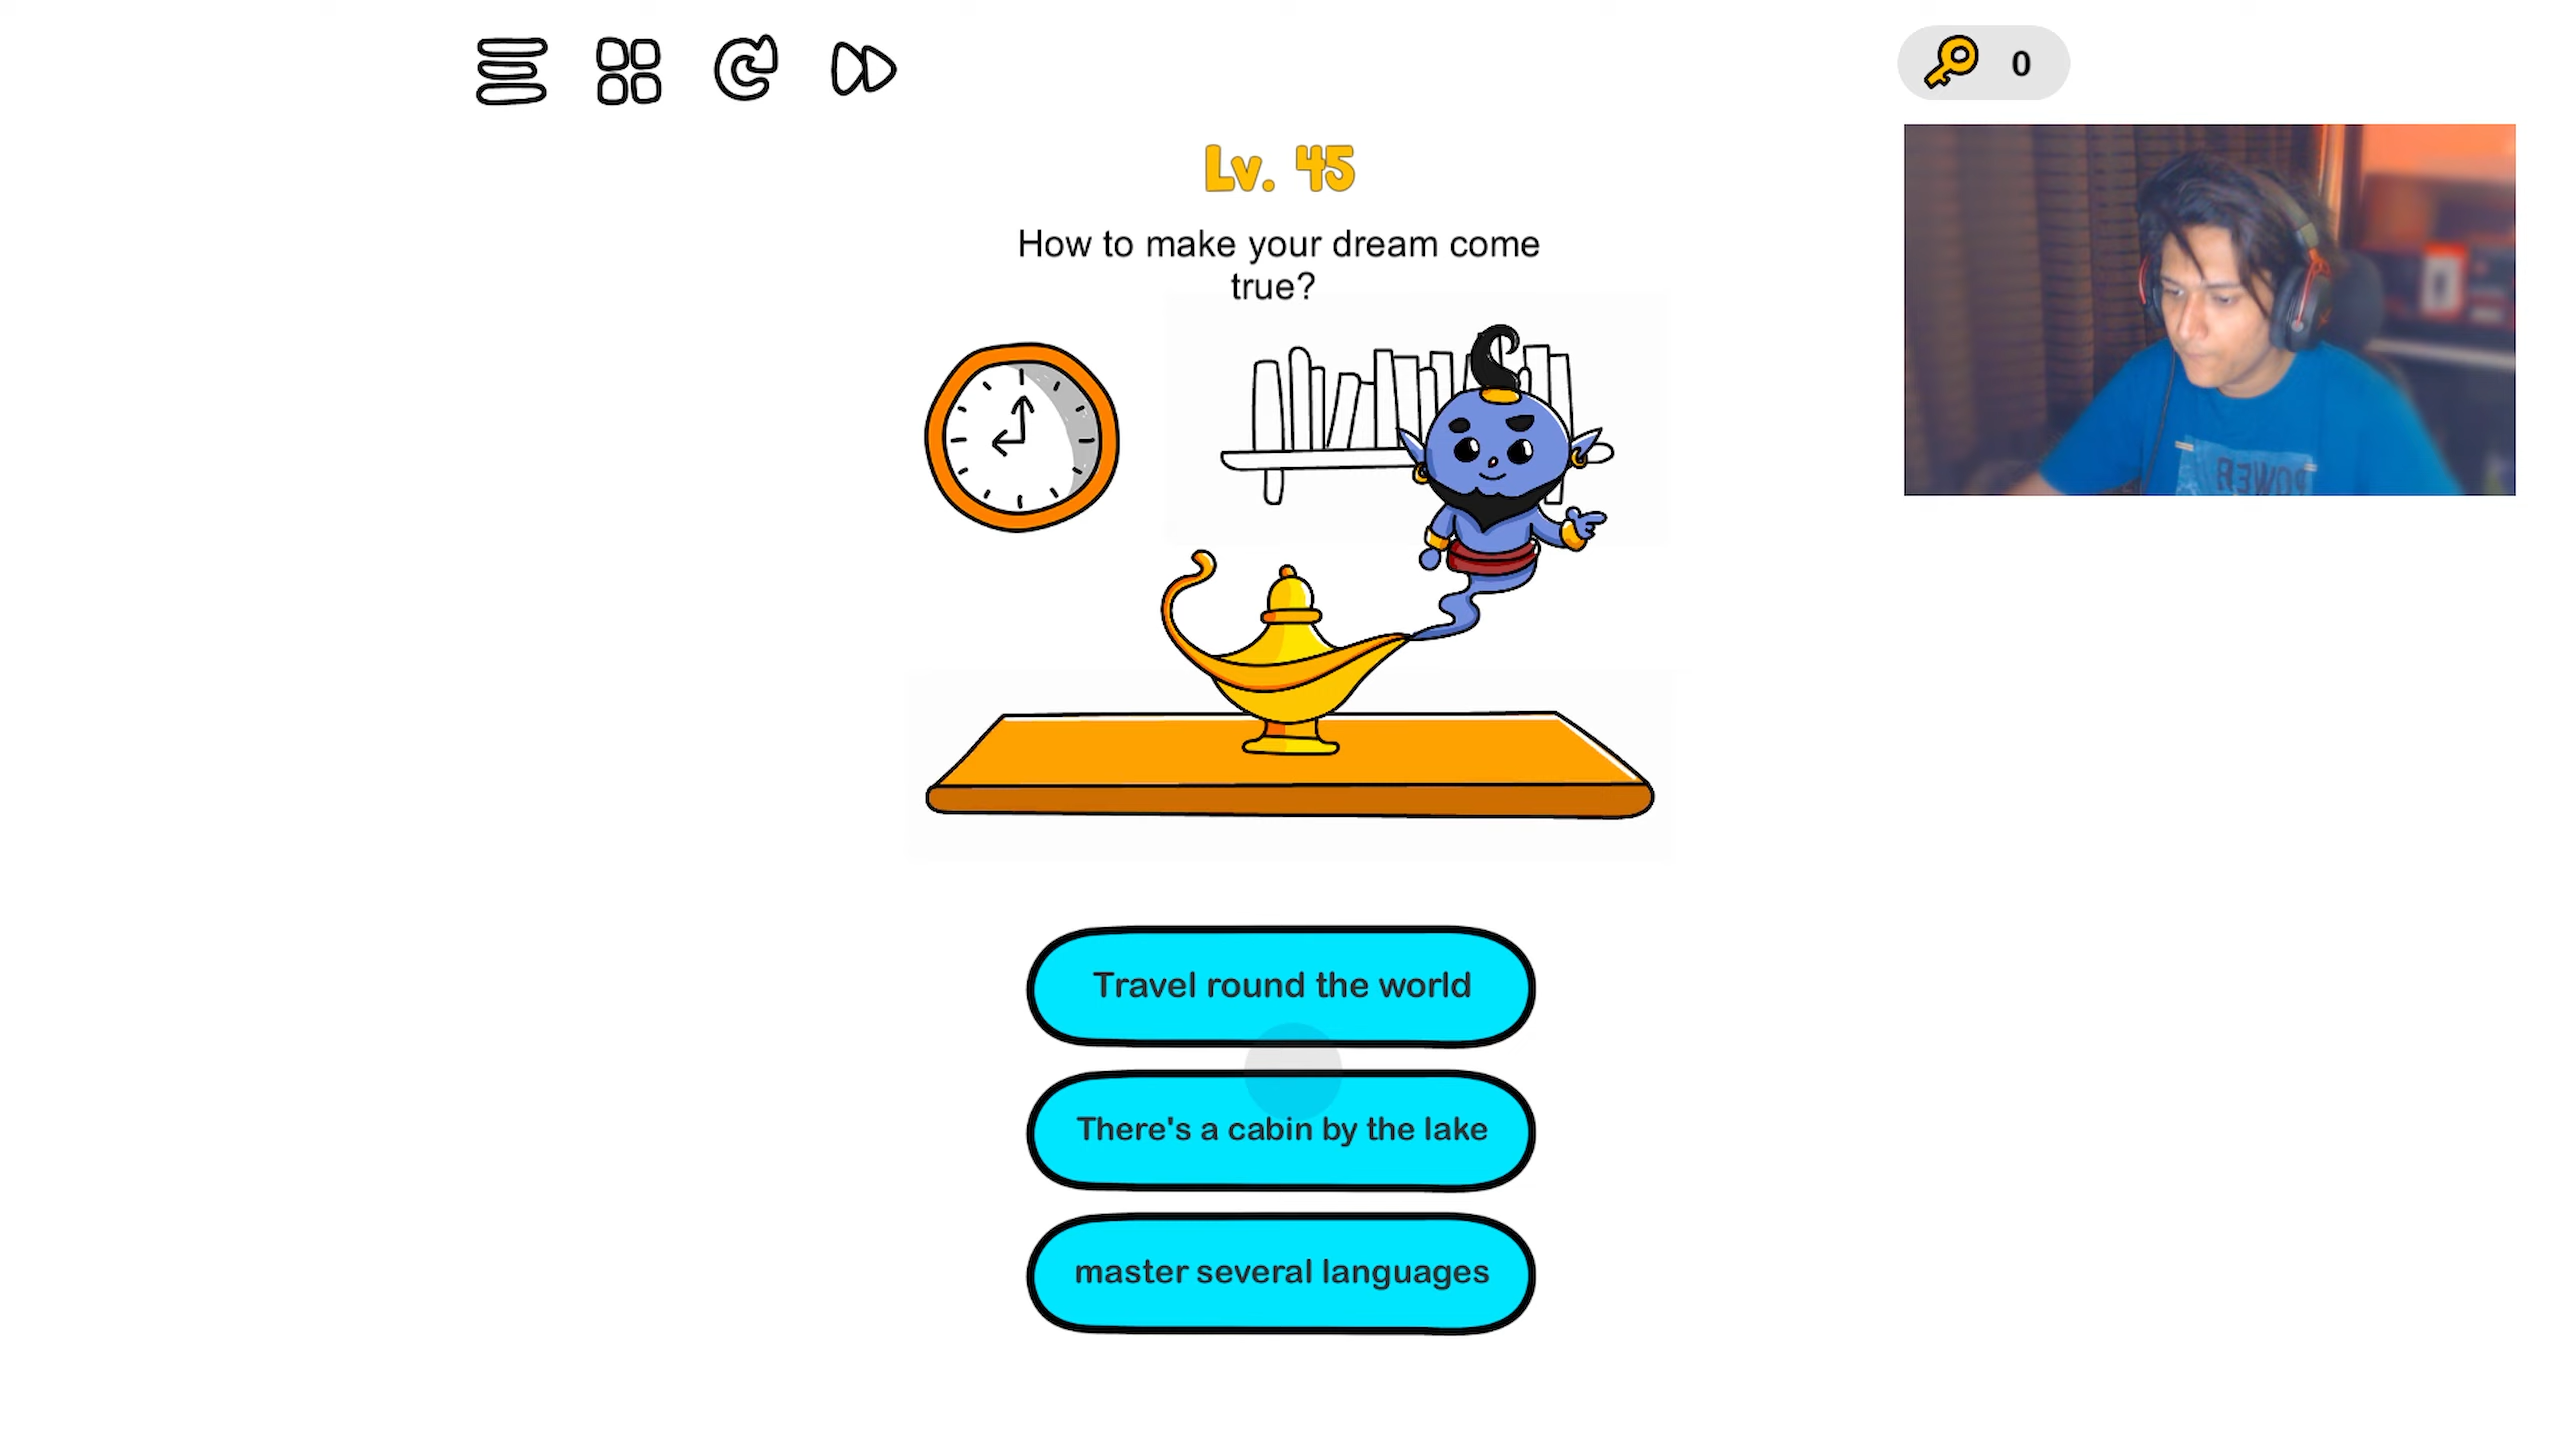 0
Lv. 45
How to make your dream come
true?
POWER
Travel round the world
There's a cabin by the lake
master several languages